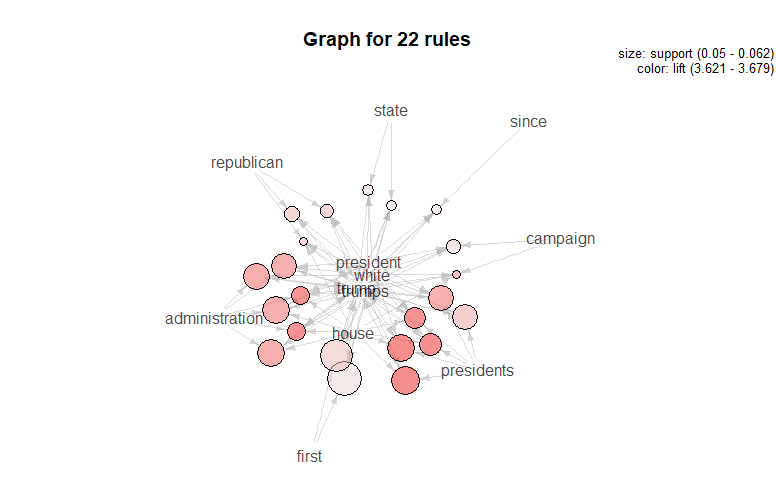 Graph for 22 rules
size: support (0.05 - 0.062)
color: lift (3.621 - 3.679)
state
since
republican
campaign
president
white
trump
trumps
administration
house
presidents
first